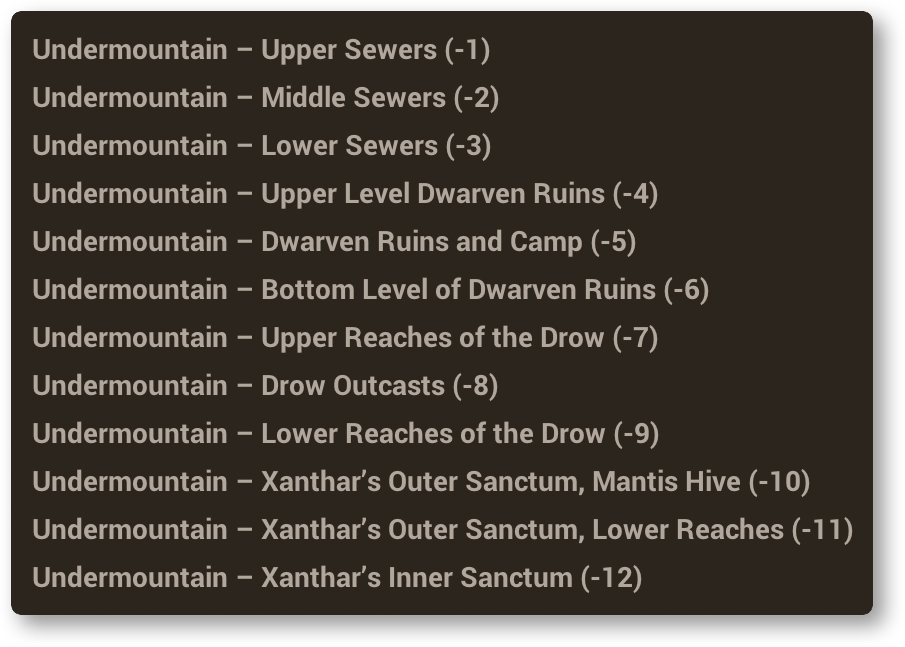 Undermountain – Upper Sewers (-1)
Undermountain – Middle Sewers (-2)
Undermountain – Lower Sewers (-3)
Undermountain – Upper Level Dwarven Ruins (-4)
Undermountain – Dwarven Ruins and Camp (-5)
Undermountain – Bottom Level of Dwarven Ruins (-6)
Undermountain – Upper Reaches of the Drow (-7)
Undermountain – Drow Outcasts (-8)
Undermountain – Lower Reaches of the Drow (-9)
Undermountain – Xanthar’s Outer Sanctum, Mantis Hive (-10)
Undermountain – Xanthar’s Outer Sanctum, Lower Reaches (-11)
Undermountain – Xanthar’s Inner Sanctum (-12)